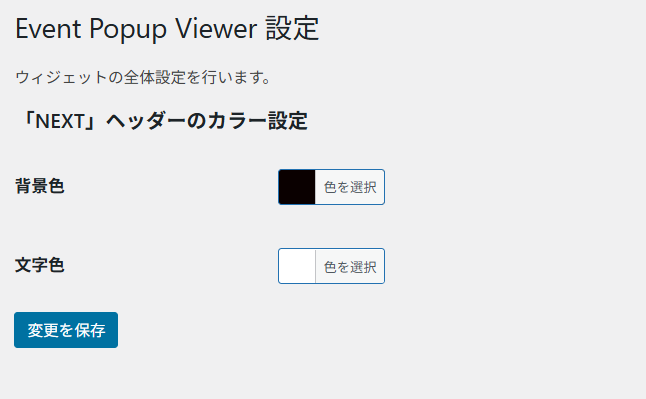 Event Popup Viewer 設定
ウィジェットの全体設定を行います。
「NEXT」ヘッダーのカラー設定
背景色
色を選択
文字色
色を選択
変更を保存